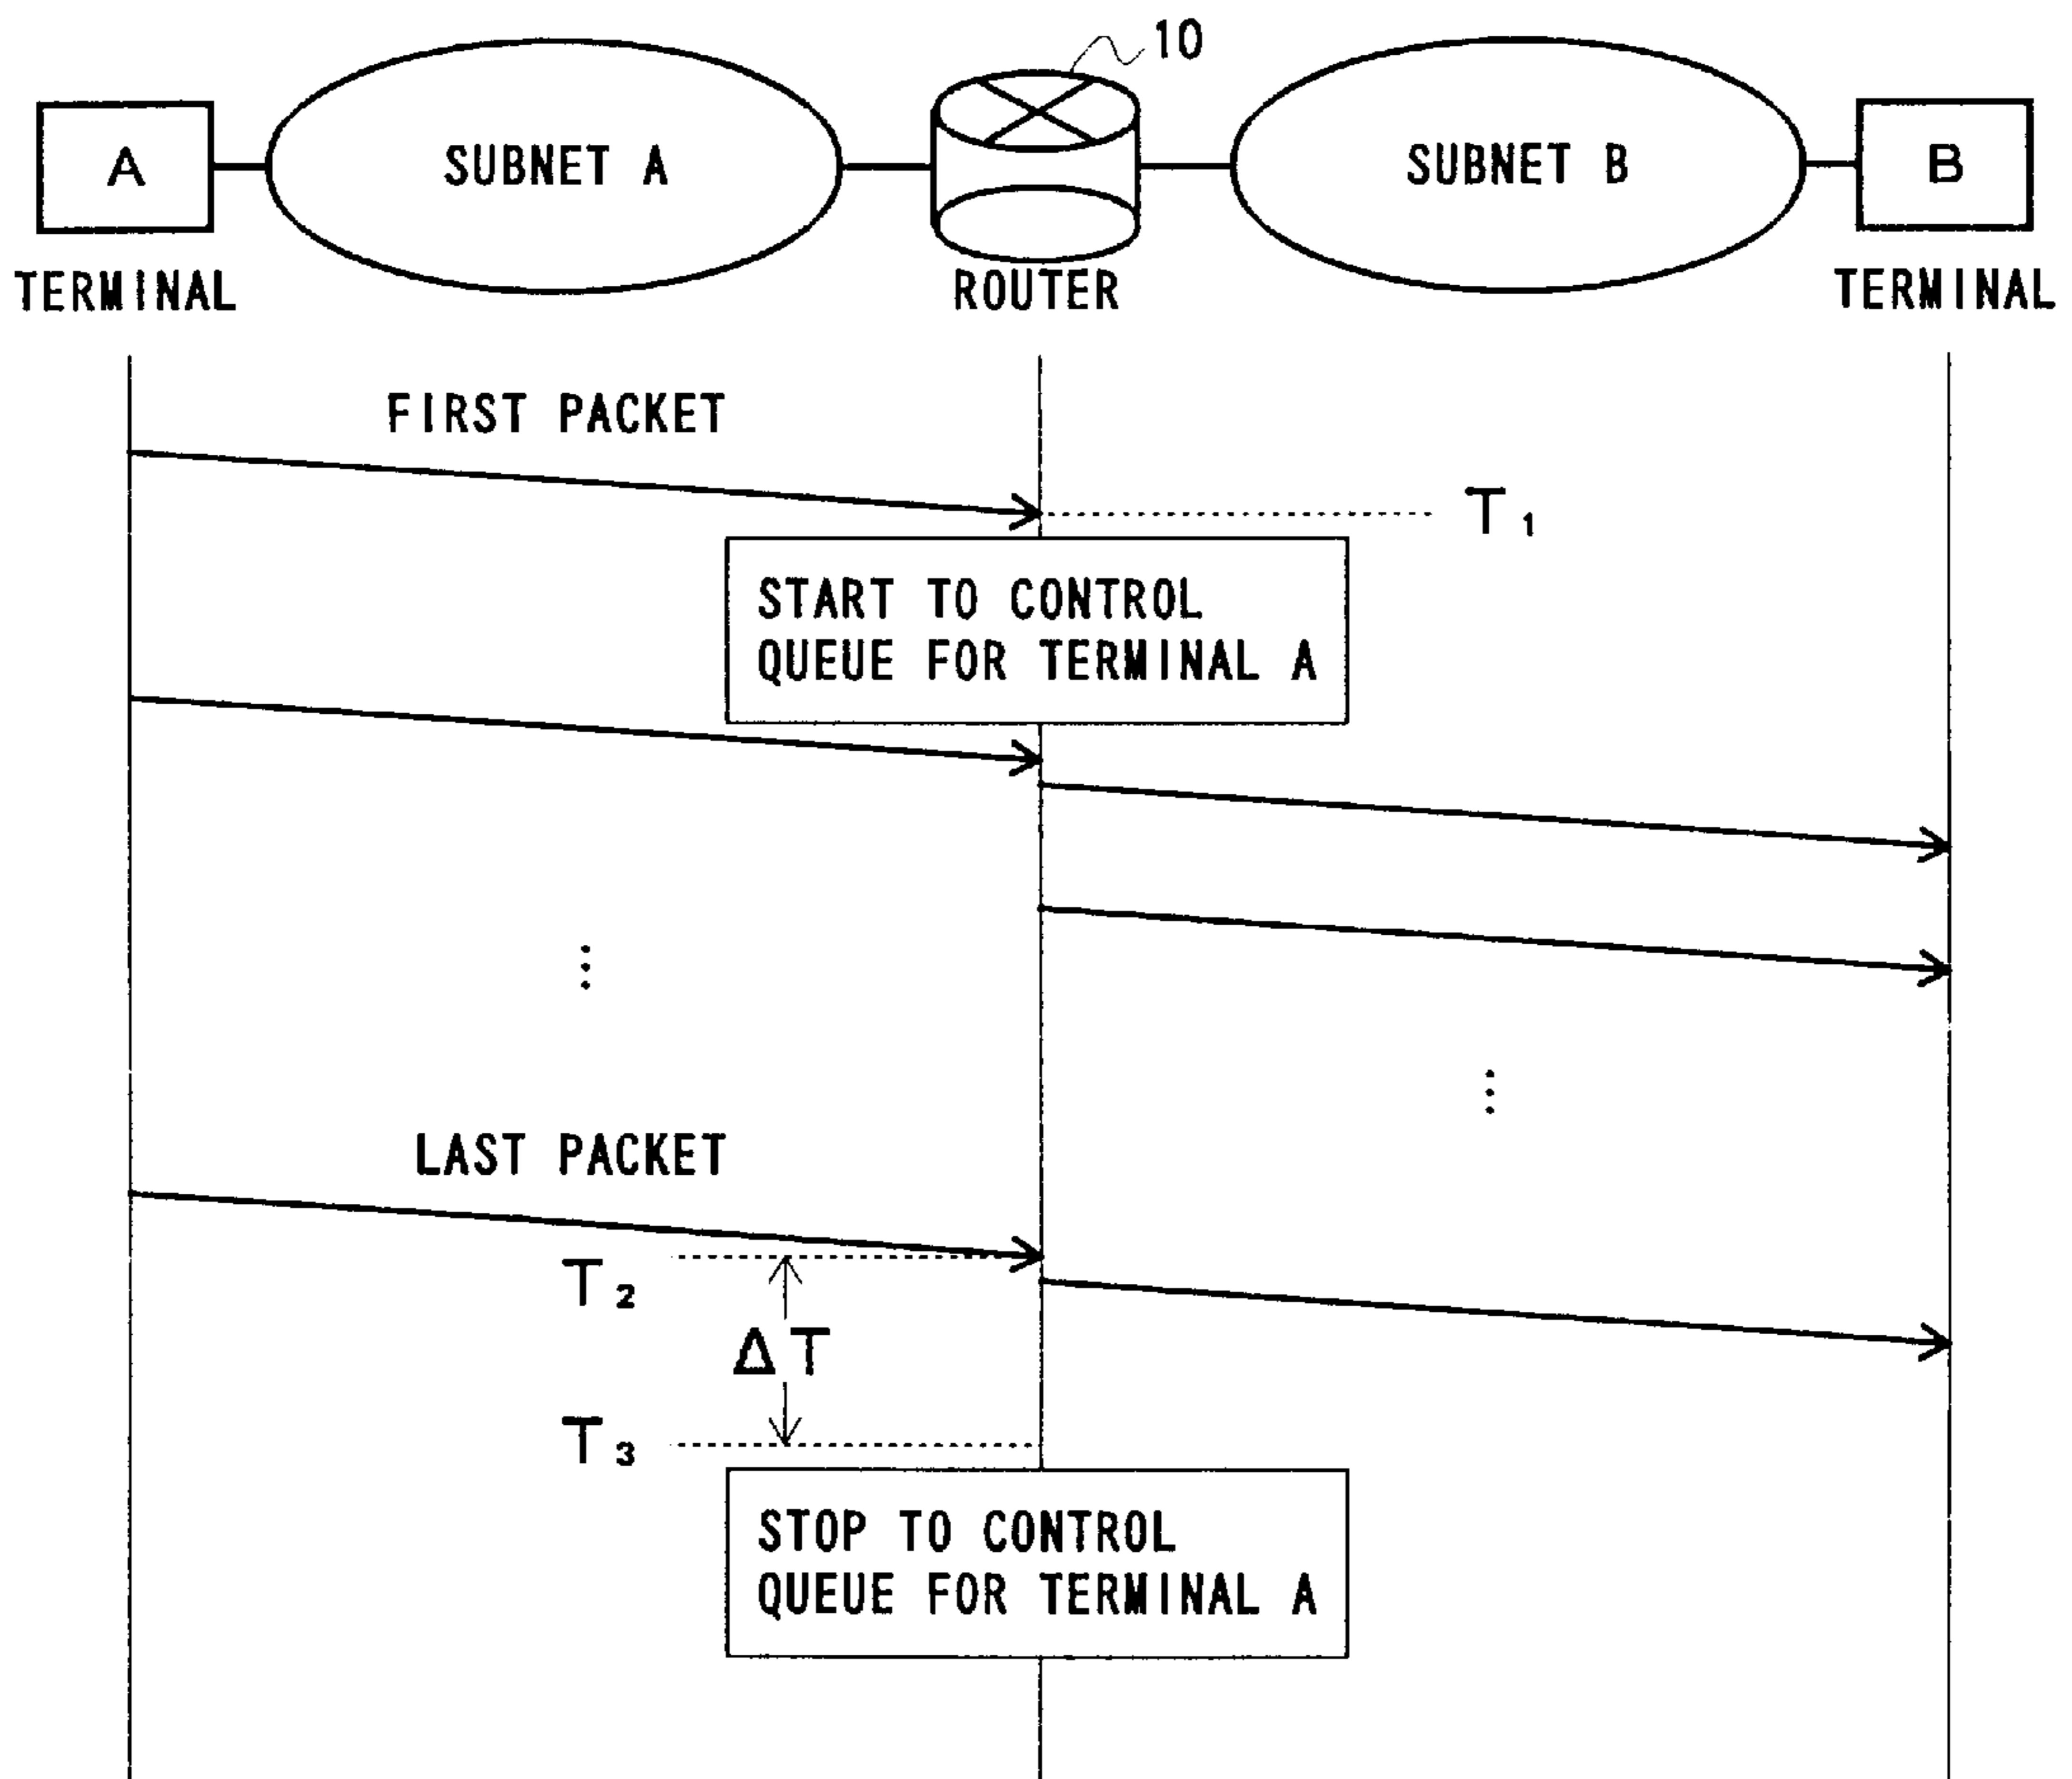 10
A
SUBNET A
SUBNET B
B
TERMINAL
ROUTER
TERMINAL
FIRST PACKET
T1
START TO CONTROL
QUEUE FOR TERMINAL A
LAST PACKET
T2
ΔT
T3
STOP TO CONTROL
QUEUE FOR TERMINAL A